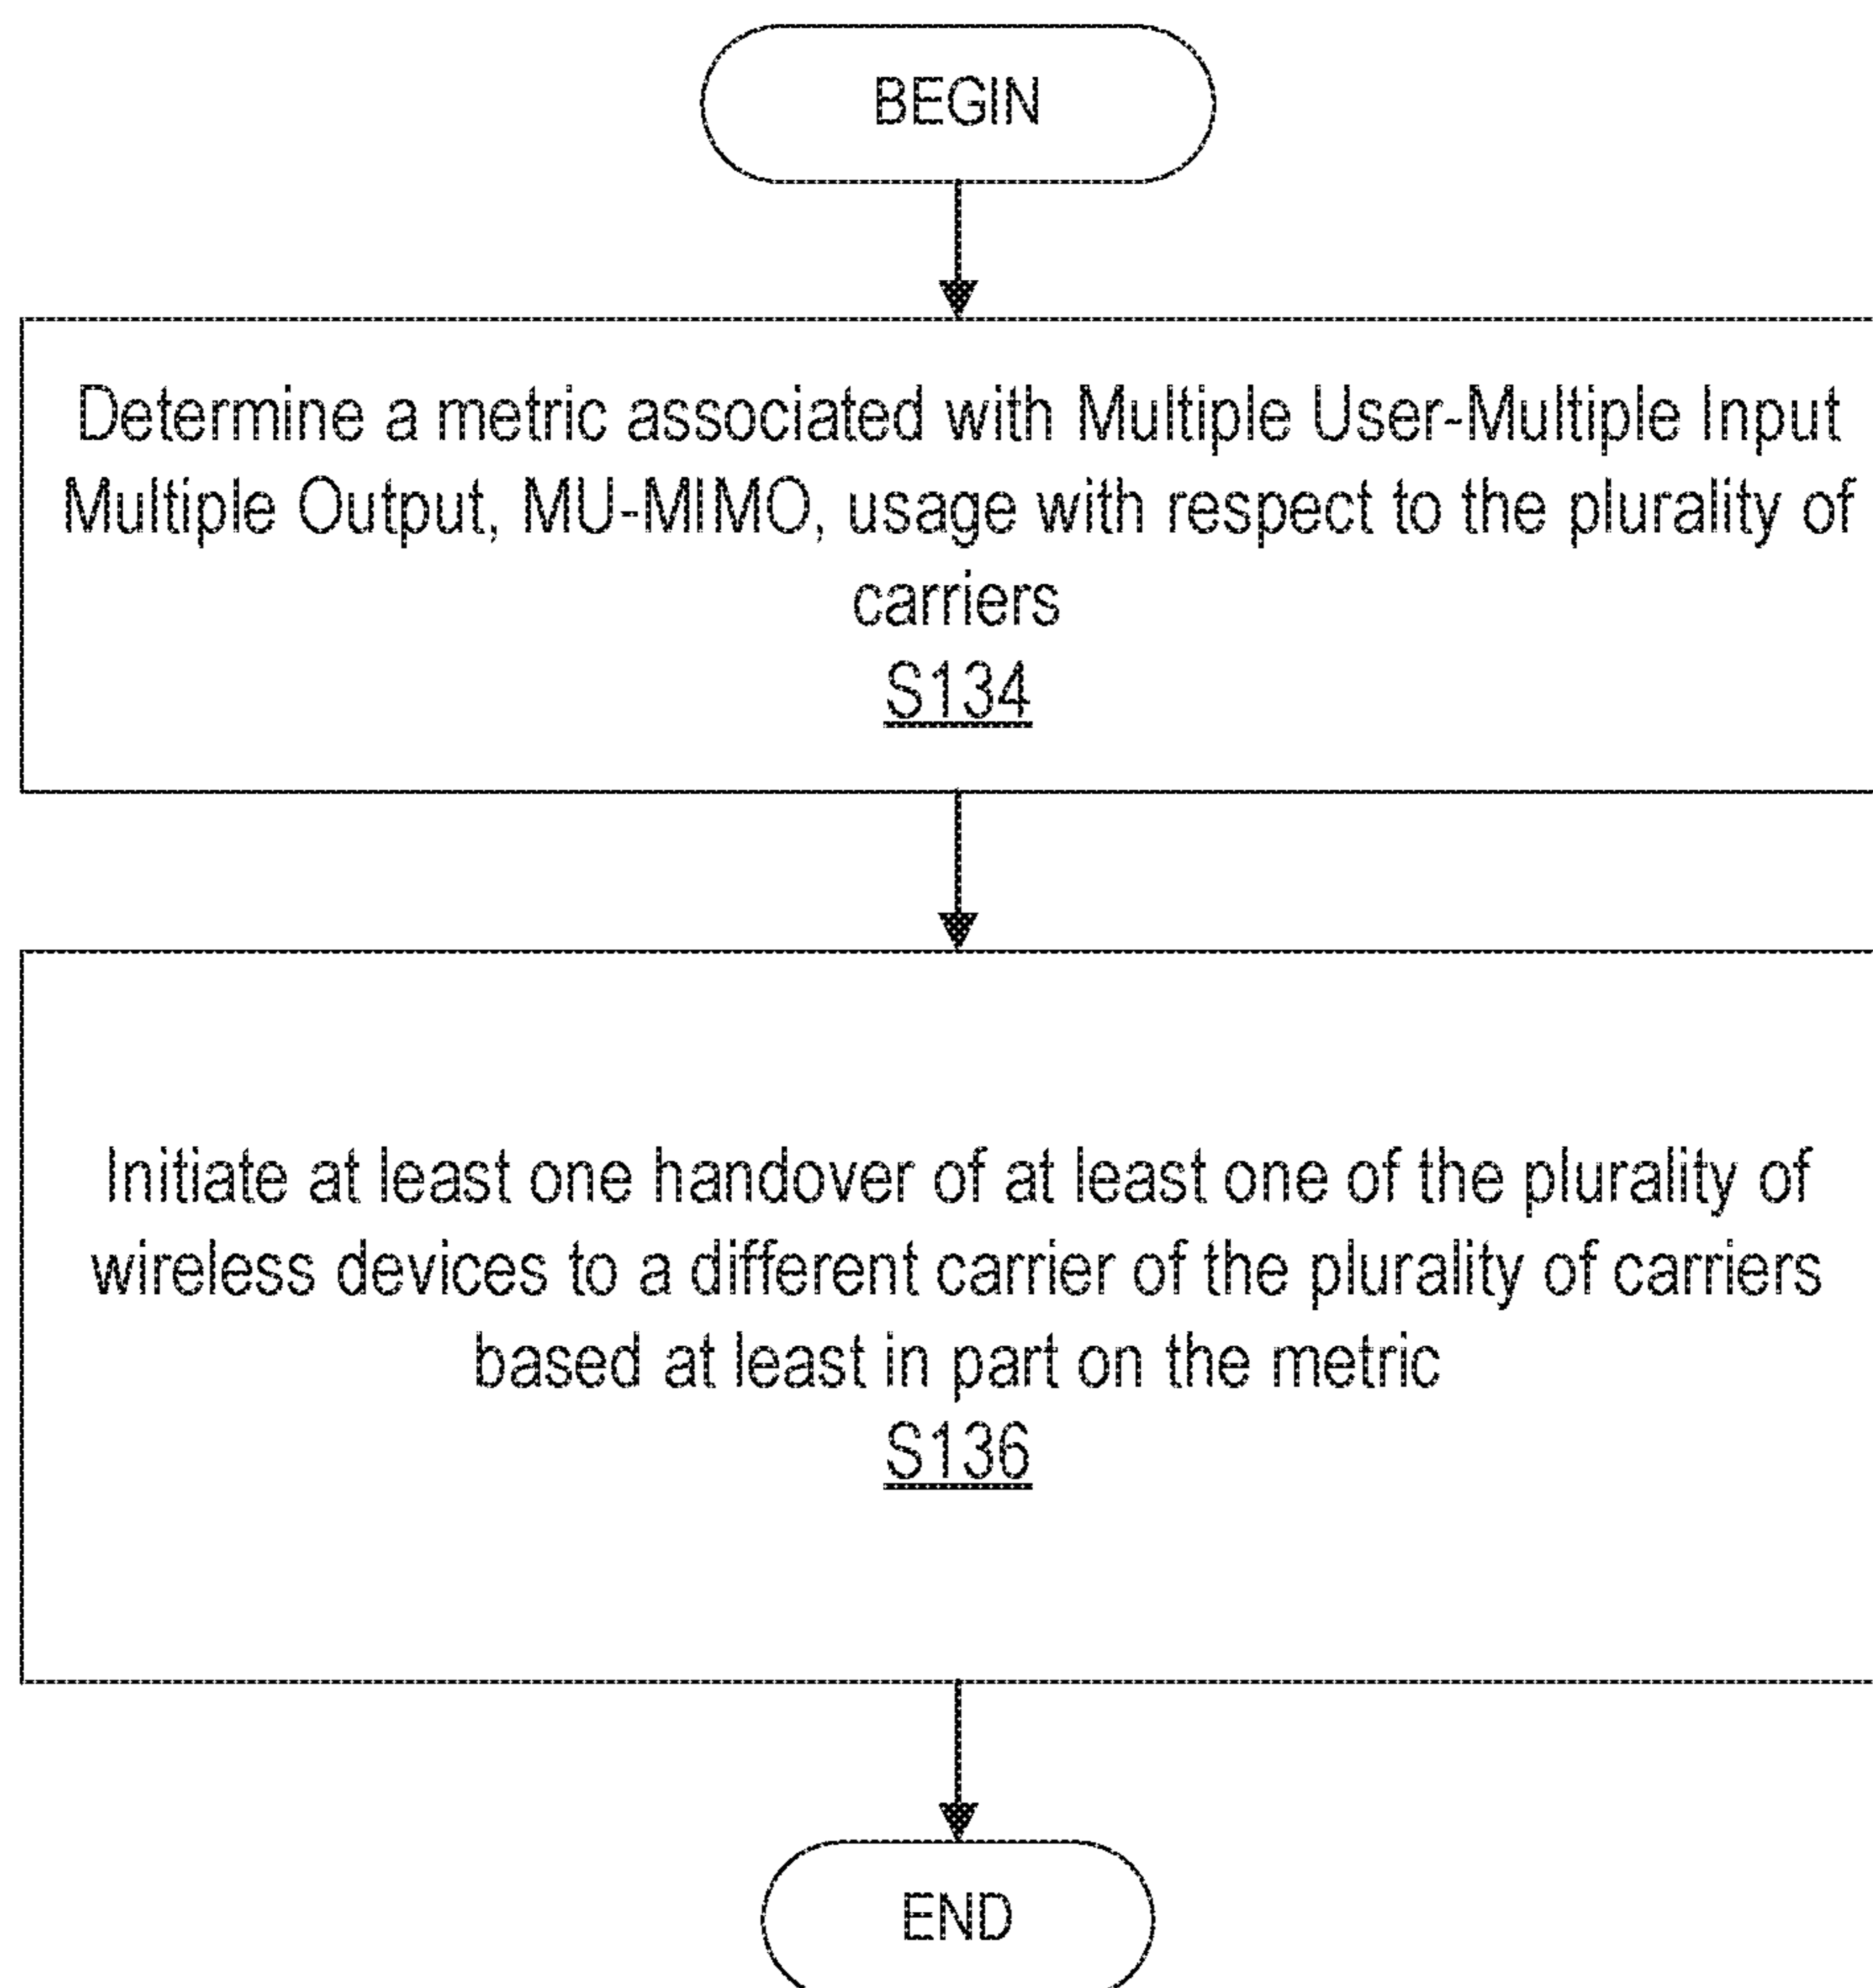 BEGIN
Determine a metric associated with Multiple User-Multiple Input
Multiple Output, MU-MIMO, usage with respect to the plurality of
carriers
S134
Initiate at least one handover of at least one of the plurality of
wireless devices to a different carrier of the plurality of carriers
based at least in part on the metric
S136
END